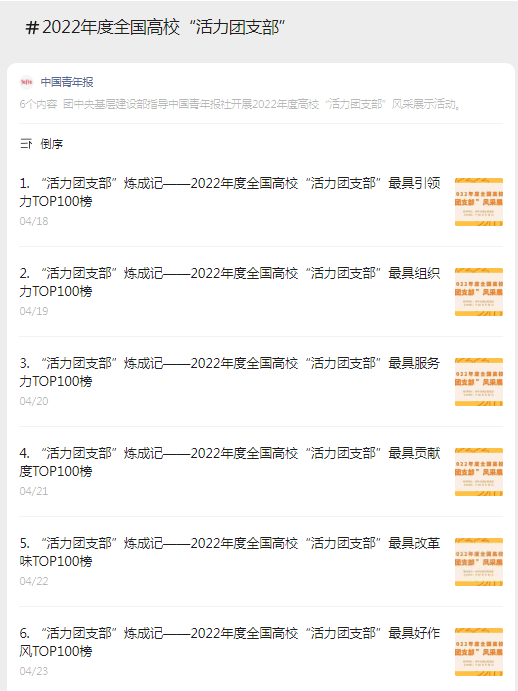 #2022年度全国高校“活力团支部”
中国青年报
6个内容 团中央基层建设部指导中国青年报社开展2022年度高校“活力团支部”风采展示活动。
倒序
1. “活力团支部”炼成记——2022年度全国高校“活力团支部”最具引领
力TOP100榜
04/18
022年度全国高校
团支部”风采展
2. “活力团支部”炼成记——2022年度全国高校“活力团支部”最具组织
力TOP100榜
04/19
022年度全国高校
团支部”风采展
3. “活力团支部”炼成记——2022年度全国高校“活力团支部”最具服务
力TOP100榜
04/20
022年度全国高校
团支部”风采展
4. “活力团支部”炼成记——2022年度全国高校“活力团支部”最具贡献
度TOP100榜
04/21
022年度全国高校
团支部”风采展
5. “活力团支部”炼成记——2022年度全国高校“活力团支部”最具改革
味TOP100榜
04/22
022年度全国高校
团支部”风采展
6. “活力团支部”炼成记——2022年度全国高校“活力团支部”最具好作
风TOP100榜
04/23
022年度全国高校
团支部”风采展